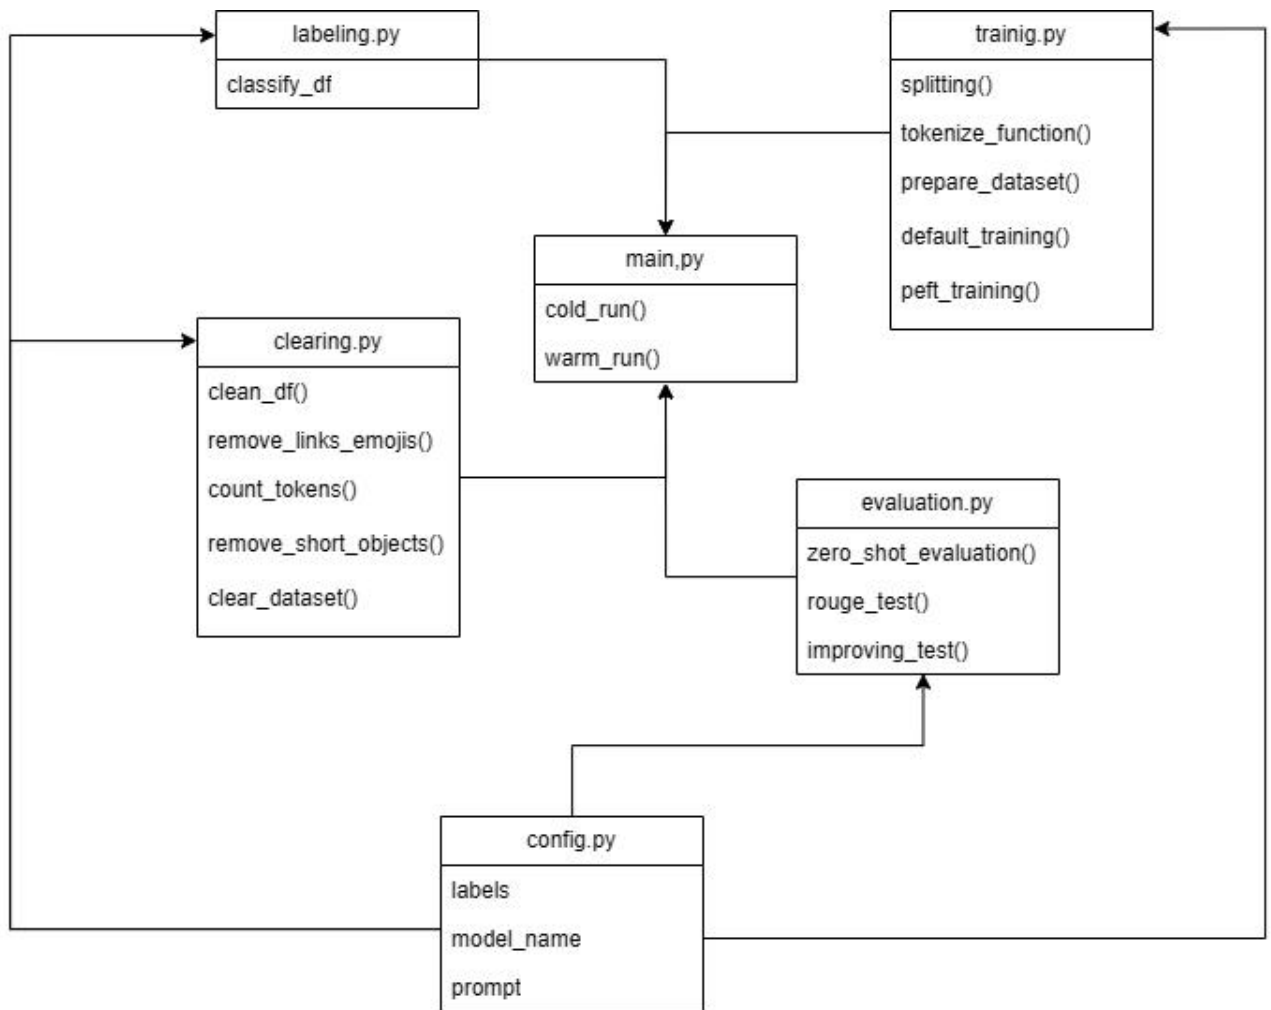 labeling.py
classify_df
trainig.py
splitting()
tokenize_function()
prepare_dataset()
default_training()
peft_training()
main,py
cold_run()
warm_run()
clearing.py
clean_df()
remove_links_emojis()
count_tokens()
remove_short_objects()
clear_dataset()
evaluation.py
zero_shot_evaluation()
rouge_test()
improving_test()
config.py
labels
model_name
prompt